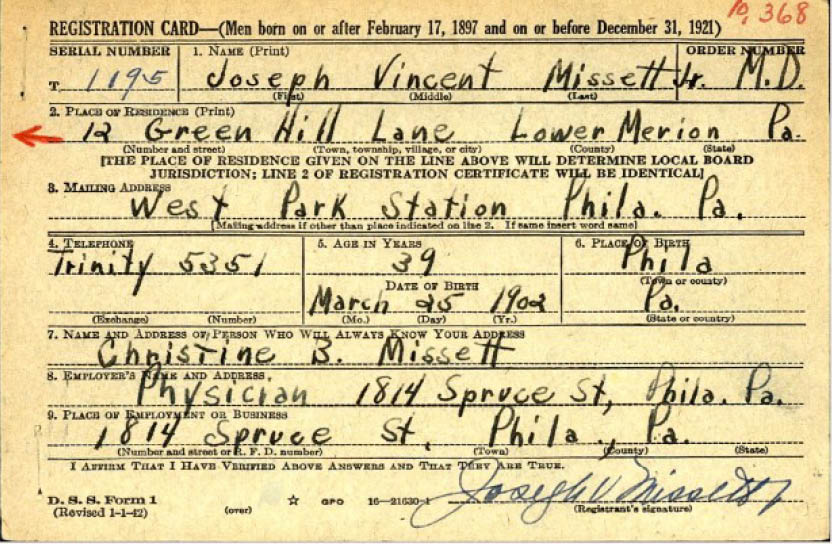 10,368
REGISTRATION CARD—(Men born on or after February 17, 1897 and on or before December 31, 1921)
SERIAL NUMBER 1. NAME (Print) ORDER NUMBER
T 1195 Joseph Vincent Missett Jr. M.D.
(First) (Middle) (Last)
2. PLACE OF RESIDENCE (Print)
12 Green Hill Lane Lower Merion Pa.
(Number and street) (Town, township, village, or city) (County) (State)
[THE PLACE OF RESIDENCE GIVEN ON THE LINE ABOVE WILL DETERMINE LOCAL BOARD
JURISDICTION; LINE 2 OF REGISTRATION CERTIFICATE WILL BE IDENTICAL]
3. MAILING ADDRESS
West Park Station Phila. Pa.
[Mailing address if other than place indicated on line 2. If same insert word same]
4. TELEPHONE 5. AGE IN YEARS 6. PLACE OF BIRTH
Trinity 5351 39 Phila
DATE OF BIRTH (Town or county)
March 25 1902 Pa.
(Exchange) (Number) (Mo.) (Day) (Yr.) (State or country)
7. NAME AND ADDRESS OF PERSON WHO WILL ALWAYS KNOW YOUR ADDRESS
Christine B. Missett
8. EMPLOYER'S NAME AND ADDRESS
Physician 1814 Spruce St, Phila. Pa.
9. PLACE OF EMPLOYMENT OR BUSINESS
1814 Spruce St, Phila., Pa.
(Number and street or R. F. D. number) (Town) (County) (State)
I AFFIRM THAT I HAVE VERIFIED ABOVE ANSWERS AND THAT THEY ARE TRUE.
D. S. S. Form 1 ☆ GPO 16—21630-1 Joseph V Missett Jr
(Revised 1-1-42) (over) (Registrant's signature)